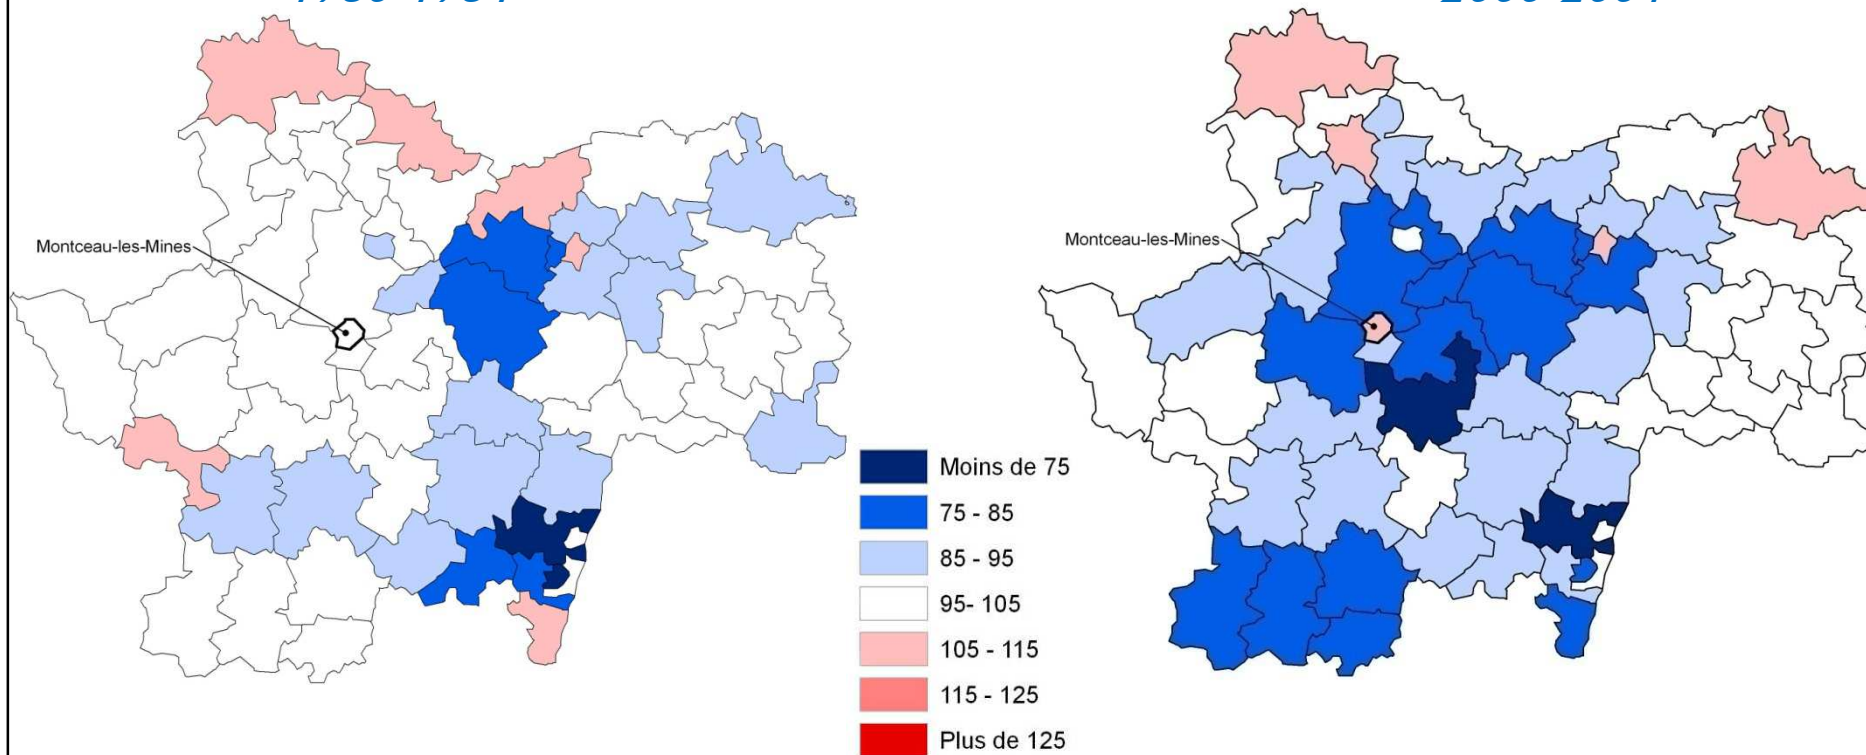 Montceau-les-Mines
Montceau-les-Mines
Moins de 75
75 - 85
85 - 95
95- 105
105 - 115
115 - 125
Plus de 125